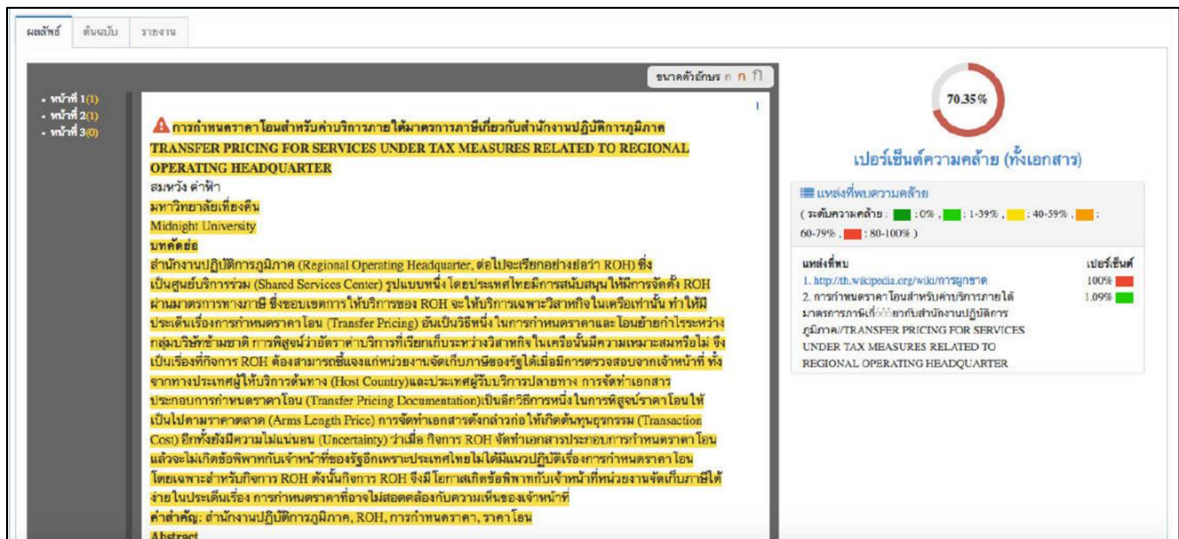 ผลลัพธ์
ต้นฉบับ
รายงาน
ขนาดตัวอักษร ก ก ก
• หน้าที่ 1(1)
• หน้าที่ 2(1)
• หน้าที่ 3(0)
1
การกำหนดราคาโอนสำหรับค่าบริการภายใต้มาตรการภาษีเกี่ยวกับสำนักงานปฏิบัติการภูมิภาค
TRANSFER PRICING FOR SERVICES UNDER TAX MEASURES RELATED TO REGIONAL
OPERATING HEADQUARTER
สมหวัง ค่าฟ้า
มหาวิทยาลัยเที่ยงคืน
Midnight University
บทคัดย่อ
สำนักงานปฏิบัติการภูมิภาค (Regional Operating Headquarter, ต่อไปจะเรียกอย่างย่อว่า ROH) ซึ่ง
เป็นศูนย์บริการร่วม (Shared Services Center) รูปแบบหนึ่ง โดยประเทศไทยมีการสนับสนุนให้มีการจัดตั้ง ROH
ผ่านมาตรการทางภาษี ซึ่งขอบเขตการให้บริการของ ROH จะให้บริการเฉพาะวิสาหกิจในเครือเท่านั้น ทำให้มี
ประเด็นเรื่องการกำหนดราคาโอน (Transfer Pricing) อันเป็นวิธีหนึ่งในการกำหนดราคาและโอนย้ายกำไรระหว่าง
กลุ่มบริษัทข้ามชาติ การพิสูจน์ว่าอัตราค่าบริการที่เรียกเก็บระหว่างวิสาหกิจในเครือนั้นมีความเหมาะสมหรือไม่ จึง
เป็นเรื่องที่กิจการ ROH ต้องสามารถชี้แจงแก่หน่วยงานจัดเก็บภาษีของรัฐได้เมื่อมีการตรวจสอบจากเจ้าหน้าที่ ทั้ง
จากทางประเทศผู้ให้บริการต้นทาง (Host Country)และประเทศผู้รับบริการปลายทาง การจัดทำเอกสาร
ประกอบการกำหนดราคาโอน (Transfer Pricing Documentation)เป็นอีกวิธีการหนึ่งในการพิสูจน์ราคาโอนให้
เป็นไปตามราคาตลาด (Arms Length Price) การจัดทำเอกสารดังกล่าวก่อให้เกิดต้นทุนธุรกรรม (Transaction
Cost) อีกทั้งยังมีความไม่แน่นอน (Uncertainty) ว่าเมื่อ กิจการ ROH จัดทำเอกสารประกอบการกำหนดราคาโอน
แล้วจะไม่เกิดข้อพิพาทกับเจ้าหน้าที่ของรัฐอีกเพราะประเทศไทยไม่ได้มีแนวปฏิบัติเรื่องการกำหนดราคาโอน
โดยเฉพาะสำหรับกิจการ ROH ดังนั้นกิจการ ROH จึงมีโอกาสเกิดข้อพิพาทกับเจ้าหน้าที่หน่วยงานจัดเก็บภาษีได้
ง่ายในประเด็นเรื่อง การกำหนดราคาที่อาจไม่สอดคล้องกับความเห็นของเจ้าหน้าที่
คำสำคัญ: สำนักงานปฏิบัติการภูมิภาค, ROH, การกำหนดราคา, ราคาโอน
Abstract
70.35%
เปอร์เซ็นต์ความคล้าย (ทั้งเอกสาร)
แหล่งที่พบความคล้าย
( ระดับความคล้าย : : 0% , : 1-39% , : 40-59% , :
60-79% , : 80-100% )
แหล่งที่พบ เปอร์เซ็นต์
1. http://th.wikipedia.org/wiki/การผูกขาด 100%
2. การกำหนดราคาโอนสำหรับค่าบริการภายใต้ 1.09%
มาตรการภาษีเกี่ยวกับสำนักงานปฏิบัติการ
ภูมิภาค//TRANSFER PRICING FOR SERVICES
UNDER TAX MEASURES RELATED TO
REGIONAL OPERATING HEADQUARTER